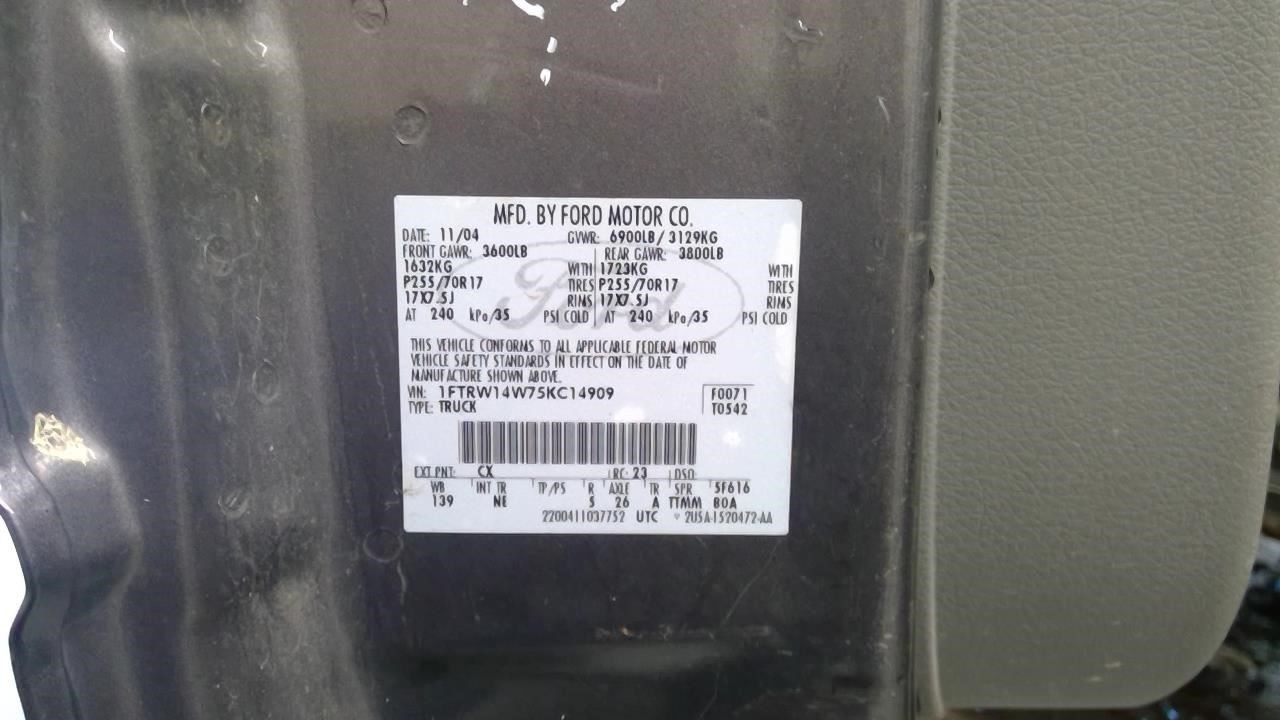 MFD. BY FORD MOTOR CO.
DATE: 11/04 GVWR: 6900LB/ 3129KG
FRONT GAWR: 3600LB REAR GAWR: 3800LB
1632KG WITH 1723KG WITH
P255/70R17 TIRES P255/70R17 TIRES
17X7.5J RIMS 17X7.5J RIMS
AT 240 kPa/35 PSI COLD AT 240 kPa/35 PSI COLD
Ford
THIS VEHICLE CONFORMS TO ALL APPLICABLE FEDERAL MOTOR
VEHICLE SAFETY STANDARDS IN EFFECT ON THE DATE OF
MANUFACTURE SHOWN ABOVE.
VIN: 1FTRW14W75KC14909 F0071
TYPE: TRUCK T0542
EXT PNT: CX RC: 23 DSO:
WB INT TR TP/PS R AXLE TR SPR 5F616
139 NE 5 26 A TTMM BOA
2200411037752 UTC 2U5A-1520472-AA